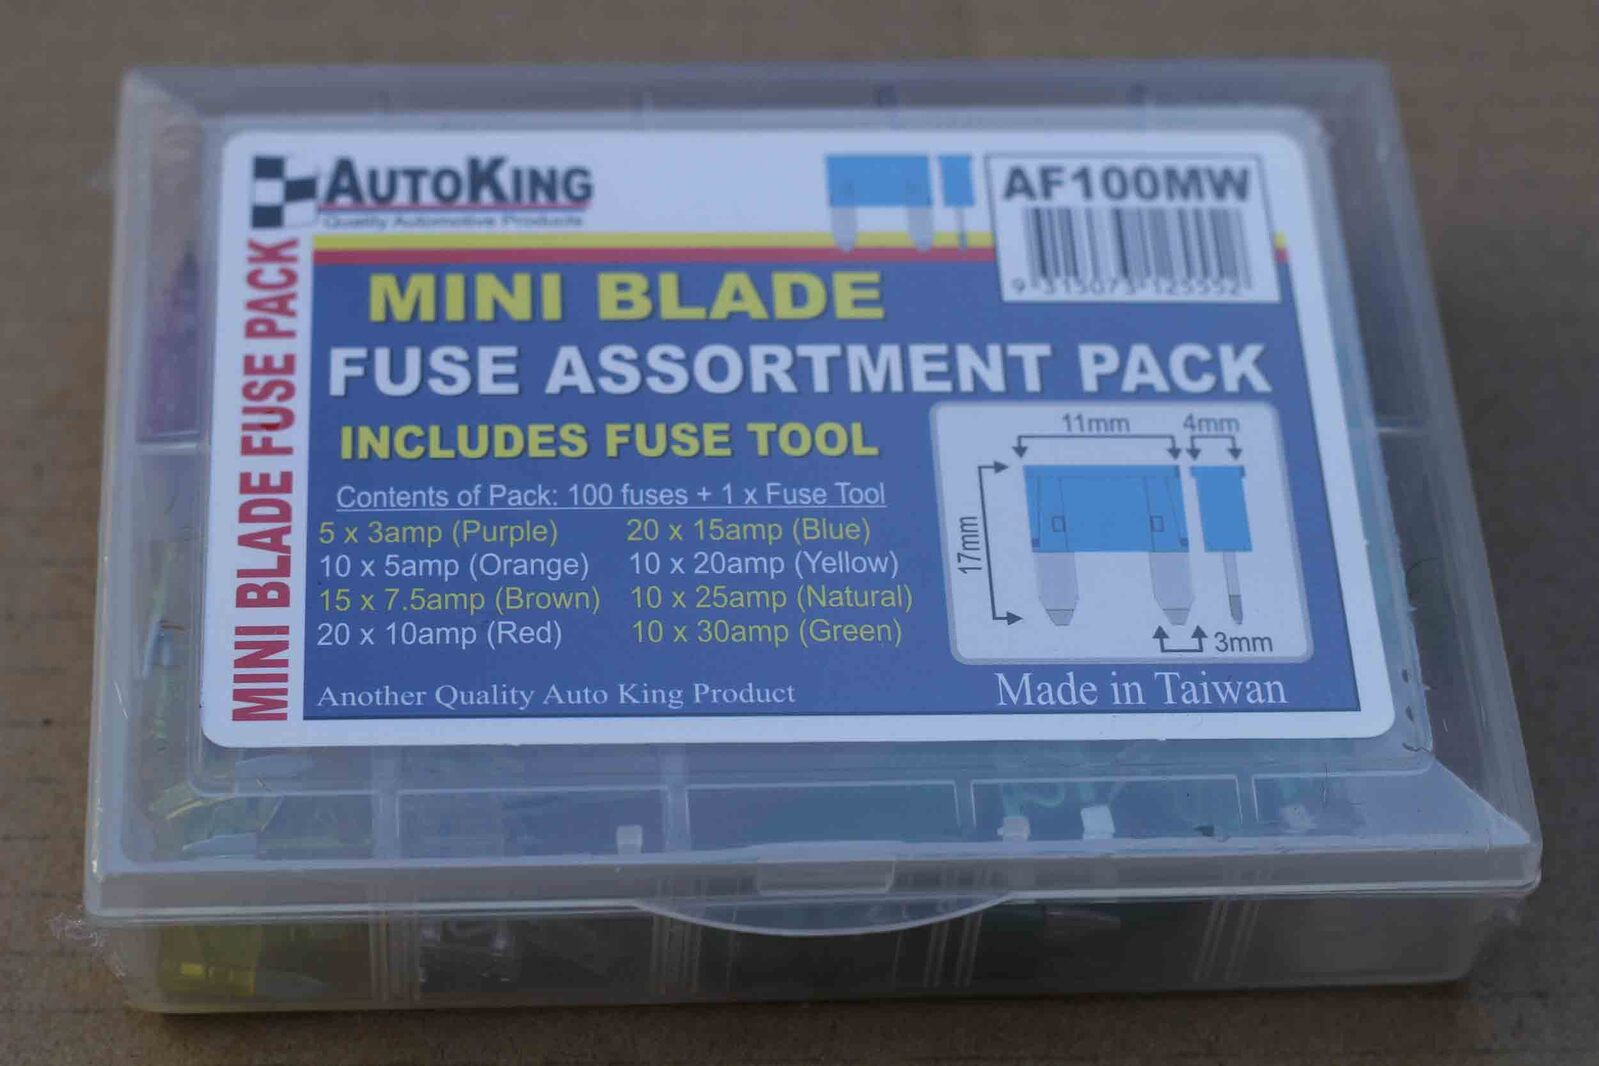 AUTOKING
Quality Automotive Products
AF100MW
9 315073 125552
MINI BLADE FUSE PACK
MINI BLADE
FUSE ASSORTMENT PACK
INCLUDES FUSE TOOL
Contents of Pack: 100 fuses + 1 x Fuse Tool
5 x 3amp (Purple)
20 x 15amp (Blue)
10 x 5amp (Orange)
10 x 20amp (Yellow)
15 x 7.5amp (Brown)
10 x 25amp (Natural)
20 x 10amp (Red)
10 x 30amp (Green)
11mm
4mm
17mm
3mm
Another Quality Auto King Product
Made in Taiwan